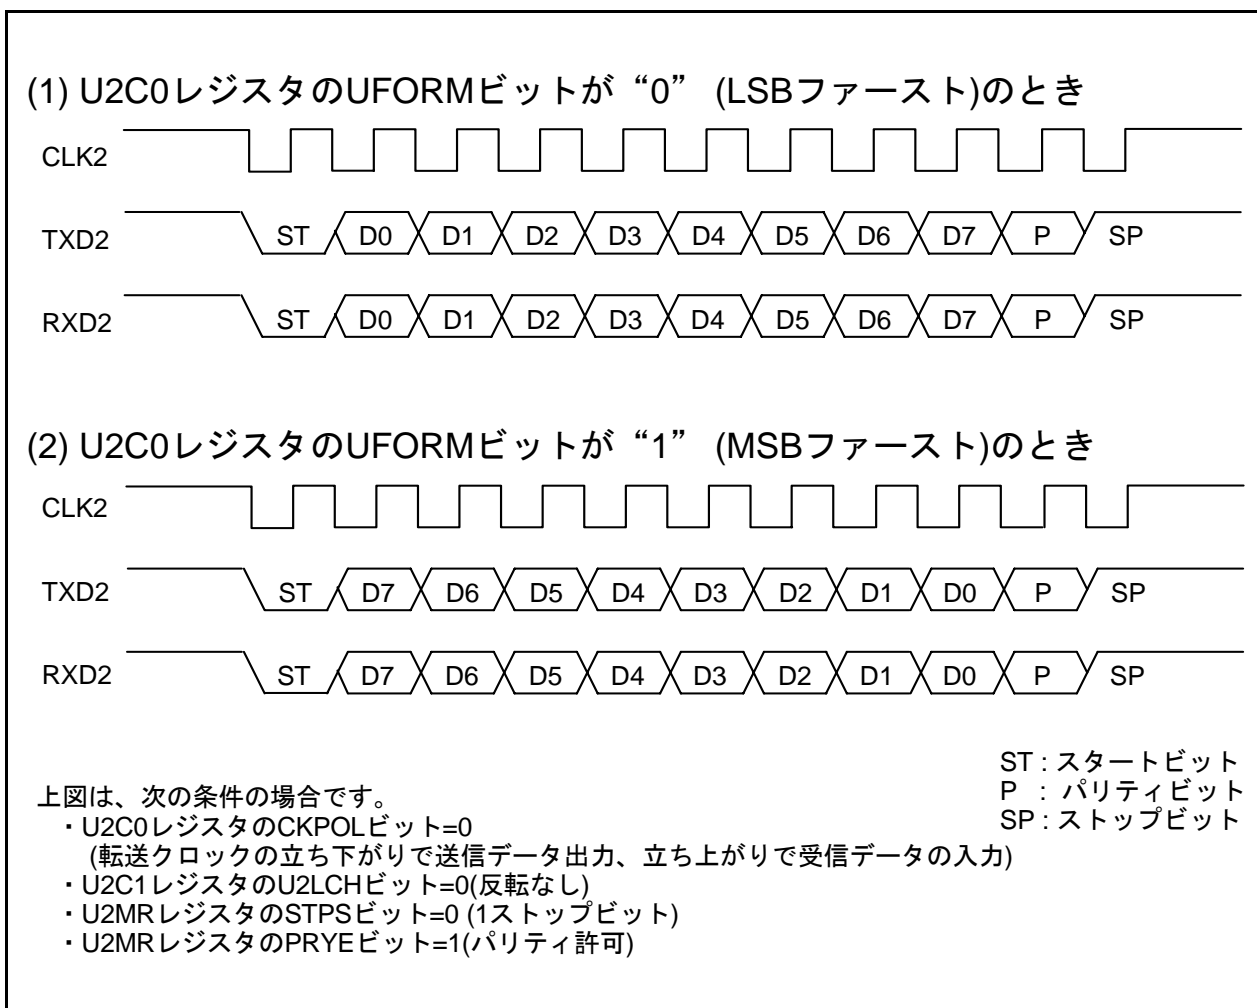 (1) U2C0レジスタのUFORMビットが“0” (LSBファースト)のとき
CLK2
TXD2 ST D0 D1 D2 D3 D4 D5 D6 D7 P SP
RXD2 ST D0 D1 D2 D3 D4 D5 D6 D7 P SP
(2) U2C0レジスタのUFORMビットが“1” (MSBファースト)のとき
CLK2
TXD2 ST D7 D6 D5 D4 D3 D2 D1 D0 P SP
RXD2 ST D7 D6 D5 D4 D3 D2 D1 D0 P SP
ST : スタートビット
P : パリティビット
SP : ストップビット
上図は、次の条件の場合です。
・U2C0レジスタのCKPOLビット=0
(転送クロックの立ち下がりで送信データ出力、立ち上がりで受信データの入力)
・U2C1レジスタのU2LCHビット=0(反転なし)
・U2MRレジスタのSTPSビット=0 (1ストップビット)
・U2MRレジスタのPRYEビット=1(パリティ許可)